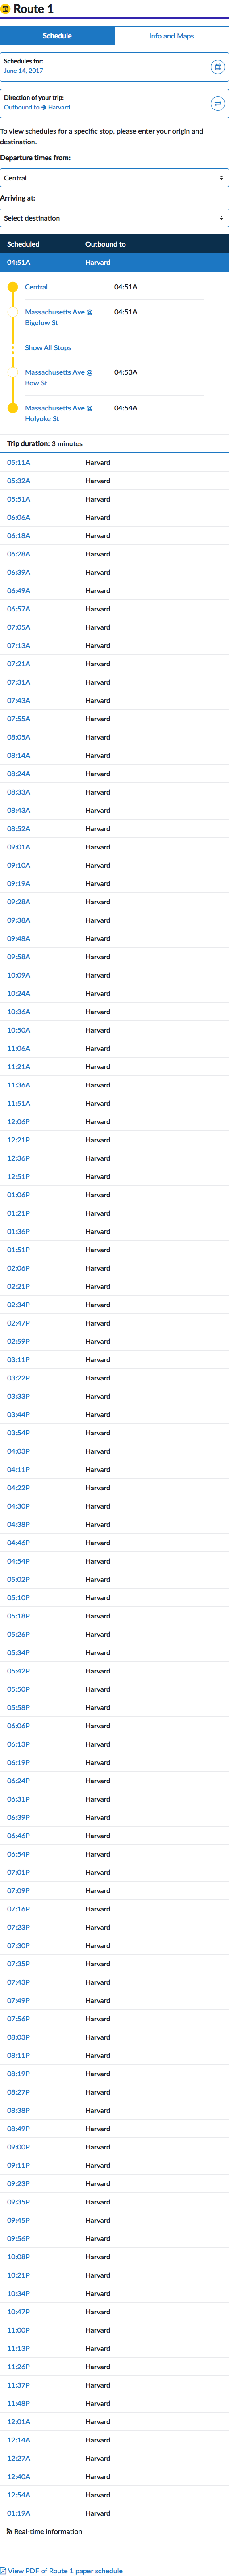 Route 1
Schedule Info and Maps
Schedules for:
June 14, 2017
Direction of your trip:
Outbound to → Harvard
To view schedules for a specific stop, please enter your origin and
destination.
Departure times from:
Central
Arriving at:
Select destination
Scheduled Outbound to
04:51A Harvard
Central 04:51A
Massachusetts Ave @ 04:51A
Bigelow St
Show All Stops
Massachusetts Ave @ 04:53A
Bow St
Massachusetts Ave @ 04:54A
Holyoke St
Trip duration: 3 minutes
05:11A Harvard
05:32A Harvard
05:51A Harvard
06:06A Harvard
06:18A Harvard
06:28A Harvard
06:39A Harvard
06:49A Harvard
06:57A Harvard
07:05A Harvard
07:13A Harvard
07:21A Harvard
07:31A Harvard
07:43A Harvard
07:55A Harvard
08:05A Harvard
08:14A Harvard
08:24A Harvard
08:33A Harvard
08:43A Harvard
08:52A Harvard
09:01A Harvard
09:10A Harvard
09:19A Harvard
09:28A Harvard
09:38A Harvard
09:48A Harvard
09:58A Harvard
10:09A Harvard
10:24A Harvard
10:36A Harvard
10:50A Harvard
11:06A Harvard
11:21A Harvard
11:36A Harvard
11:51A Harvard
12:06P Harvard
12:21P Harvard
12:36P Harvard
12:51P Harvard
01:06P Harvard
01:21P Harvard
01:36P Harvard
01:51P Harvard
02:06P Harvard
02:21P Harvard
02:34P Harvard
02:47P Harvard
02:59P Harvard
03:11P Harvard
03:22P Harvard
03:33P Harvard
03:44P Harvard
03:54P Harvard
04:03P Harvard
04:11P Harvard
04:22P Harvard
04:30P Harvard
04:38P Harvard
04:46P Harvard
04:54P Harvard
05:02P Harvard
05:10P Harvard
05:18P Harvard
05:26P Harvard
05:34P Harvard
05:42P Harvard
05:50P Harvard
05:58P Harvard
06:06P Harvard
06:13P Harvard
06:19P Harvard
06:24P Harvard
06:31P Harvard
06:39P Harvard
06:46P Harvard
06:54P Harvard
07:01P Harvard
07:09P Harvard
07:16P Harvard
07:23P Harvard
07:30P Harvard
07:35P Harvard
07:43P Harvard
07:49P Harvard
07:56P Harvard
08:03P Harvard
08:11P Harvard
08:19P Harvard
08:27P Harvard
08:38P Harvard
08:49P Harvard
09:00P Harvard
09:11P Harvard
09:23P Harvard
09:35P Harvard
09:45P Harvard
09:56P Harvard
10:08P Harvard
10:21P Harvard
10:34P Harvard
10:47P Harvard
11:00P Harvard
11:13P Harvard
11:26P Harvard
11:37P Harvard
11:48P Harvard
12:01A Harvard
12:14A Harvard
12:27A Harvard
12:40A Harvard
12:54A Harvard
01:19A Harvard
Real-time information
View PDF of Route 1 paper schedule